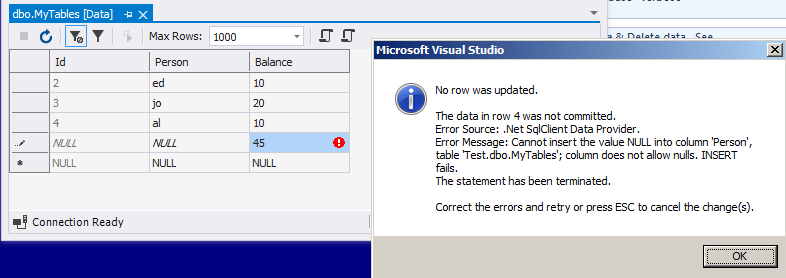 dbo.MyTables [Data]
Max Rows: 1000
Id Person Balance
2 ed 10
3 jo 20
4 al 10
NULL NULL 45
NULL NULL NULL
Connection Ready
& Delete data. See
Microsoft Visual Studio
No row was updated.
The data in row 4 was not committed.
Error Source: .Net SqlClient Data Provider.
Error Message: Cannot insert the value NULL into column 'Person',
table 'Test.dbo.MyTables'; column does not allow nulls. INSERT
fails.
The statement has been terminated.
Correct the errors and retry or press ESC to cancel the change(s).
OK